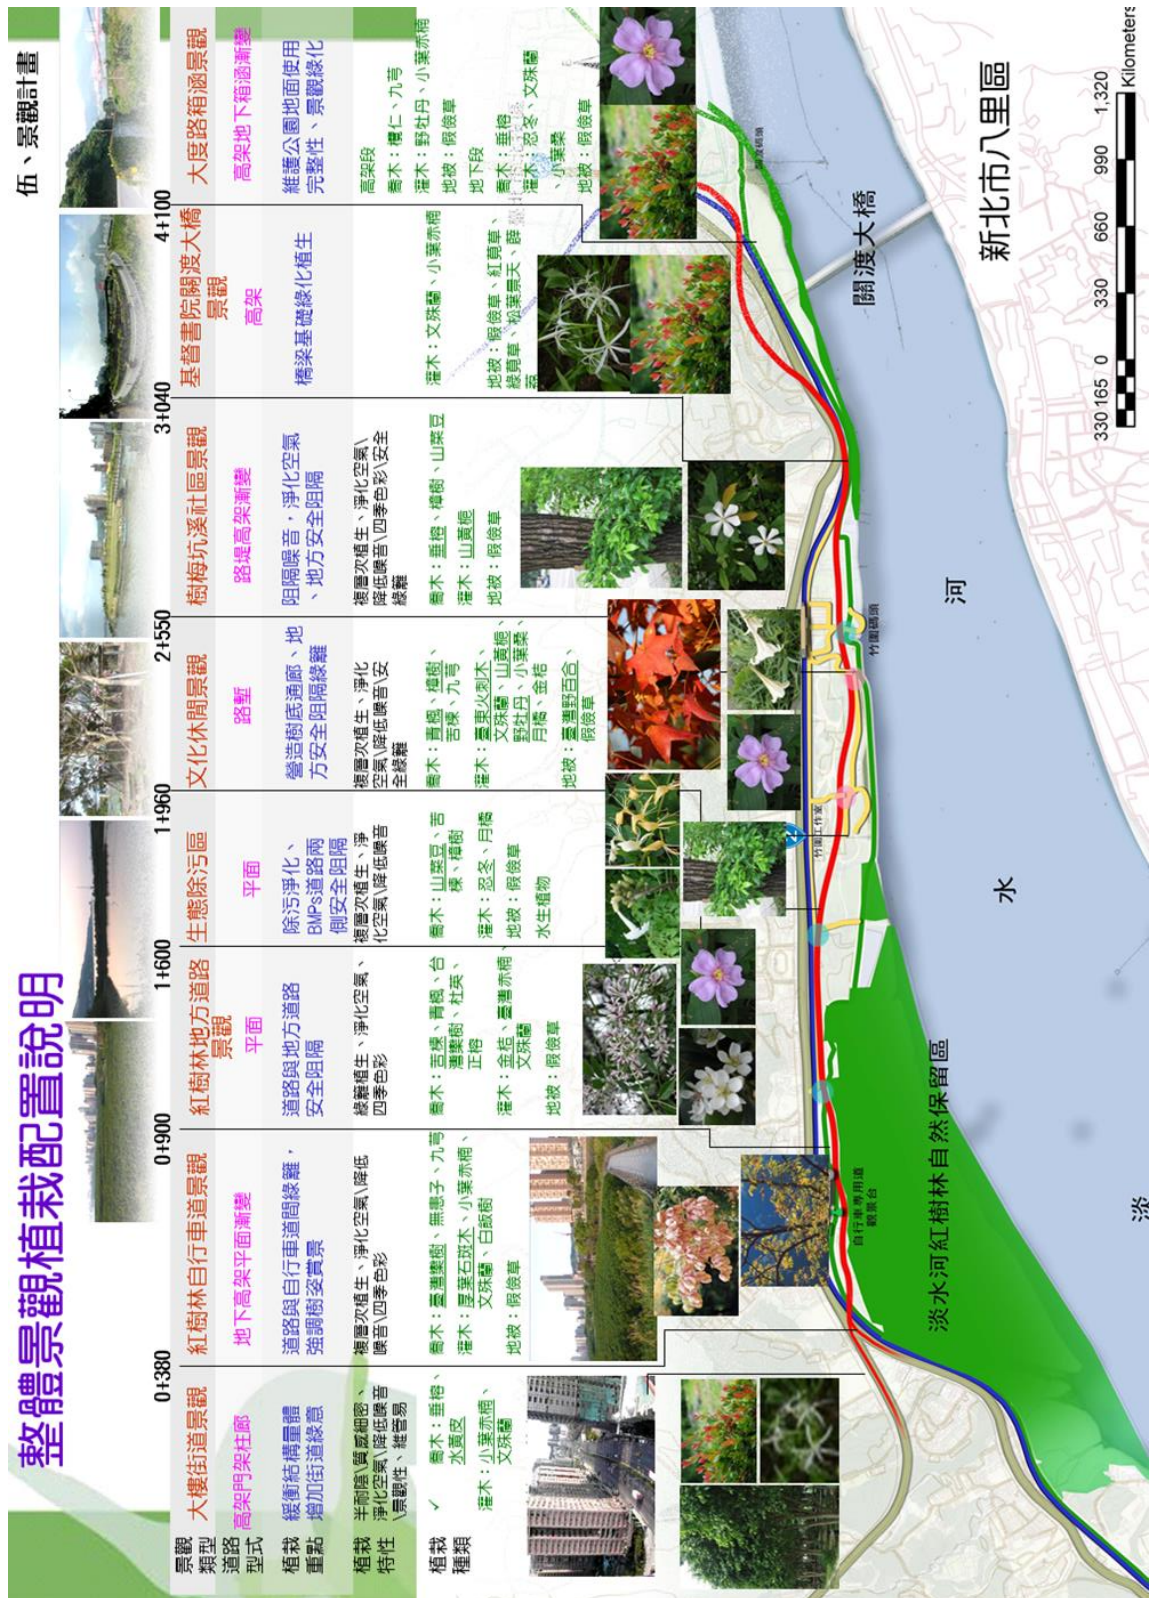 伍、景觀計畫
整體景觀植栽配置說明
0+380
0+900
1+600
1+960
2+550
3+040
4+100
景觀
類型
大樓街道景觀
紅樹林自行車道景觀
紅樹林地方道路
景觀
生態除污區
文化休閒景觀
樹梅坑溪社區景觀
基督書院關渡大橋
景觀
大度路箱涵景觀
道路
型式
高架門架柱廊
地下高架平面漸變
平面
平面
路塹
路堤高架漸變
高架
高架地下箱涵漸變
植栽
重點
緩衝結構量體
增加街道綠意
道路與自行車道間綠籬，
強調樹姿賞景
道路與地方道路
安全阻隔
除污淨化、
BMPs道路兩
側安全阻隔
營造樹底通廊、地
方安全阻隔綠籬
阻隔噪音，淨化空氣
、地方安全阻隔
橋梁基礎綠化植生
維護公園地面使用
完整性、景觀綠化
植栽
特性
半耐陰\質感細密、
淨化空氣\降低噪音
\景觀性、維管易
複層次植生、淨化空氣\降低
噪音\四季色彩
綠籬植生、淨化空氣、
四季色彩
複層次植生、淨
化空氣\降低噪音
複層次植生、淨化
空氣\降低噪音\安
全綠籬
複層次植生、淨化空氣\
降低噪音\四季色彩\安全
綠籬
植栽
種類
✓ 喬木：垂榕、
水黃皮
灌木：小葉赤楠、
文殊蘭
喬木：臺灣欒樹、無患子、九芎
灌木：厚葉石斑木、小葉赤楠、
文殊蘭、白飯樹
地被：假儉草
喬木：苦楝、青楓、台
灣欒樹、杜英、
正榕
灌木：金桔、臺灣赤楠、
文殊蘭
地被：假儉草
喬木：山菜豆、苦
楝、樟樹
灌木：忍冬、月橘
地被：假儉草
水生植物
喬木：青楓、樟樹、
苦楝、九芎
灌木：臺東火刺木、
文殊蘭、山黃梔、
野牡丹、小葉桑、
月橘、金桔
地被：臺灣野百合、
假儉草
喬木：垂榕、樟樹、山菜豆
灌木：山黃梔
地被：假儉草
灌木：文殊蘭、小葉赤楠
地被：假儉草、紅莧草、
綠莧草、松葉景天、薜
荔
高架段
喬木：欖仁、九芎
灌木：野牡丹、小葉赤楠
地被：假儉草
地下段
喬木：垂榕
灌木：忍冬、文殊蘭
、小葉桑
地被：假儉草
自行車專用道
觀景台
竹圍工作室
竹圍碼頭
淡水河紅樹林自然保留區
淡
水
河
關渡大橋
新北市八里區
330 165 0 330 660 990 1,320
Kilometers